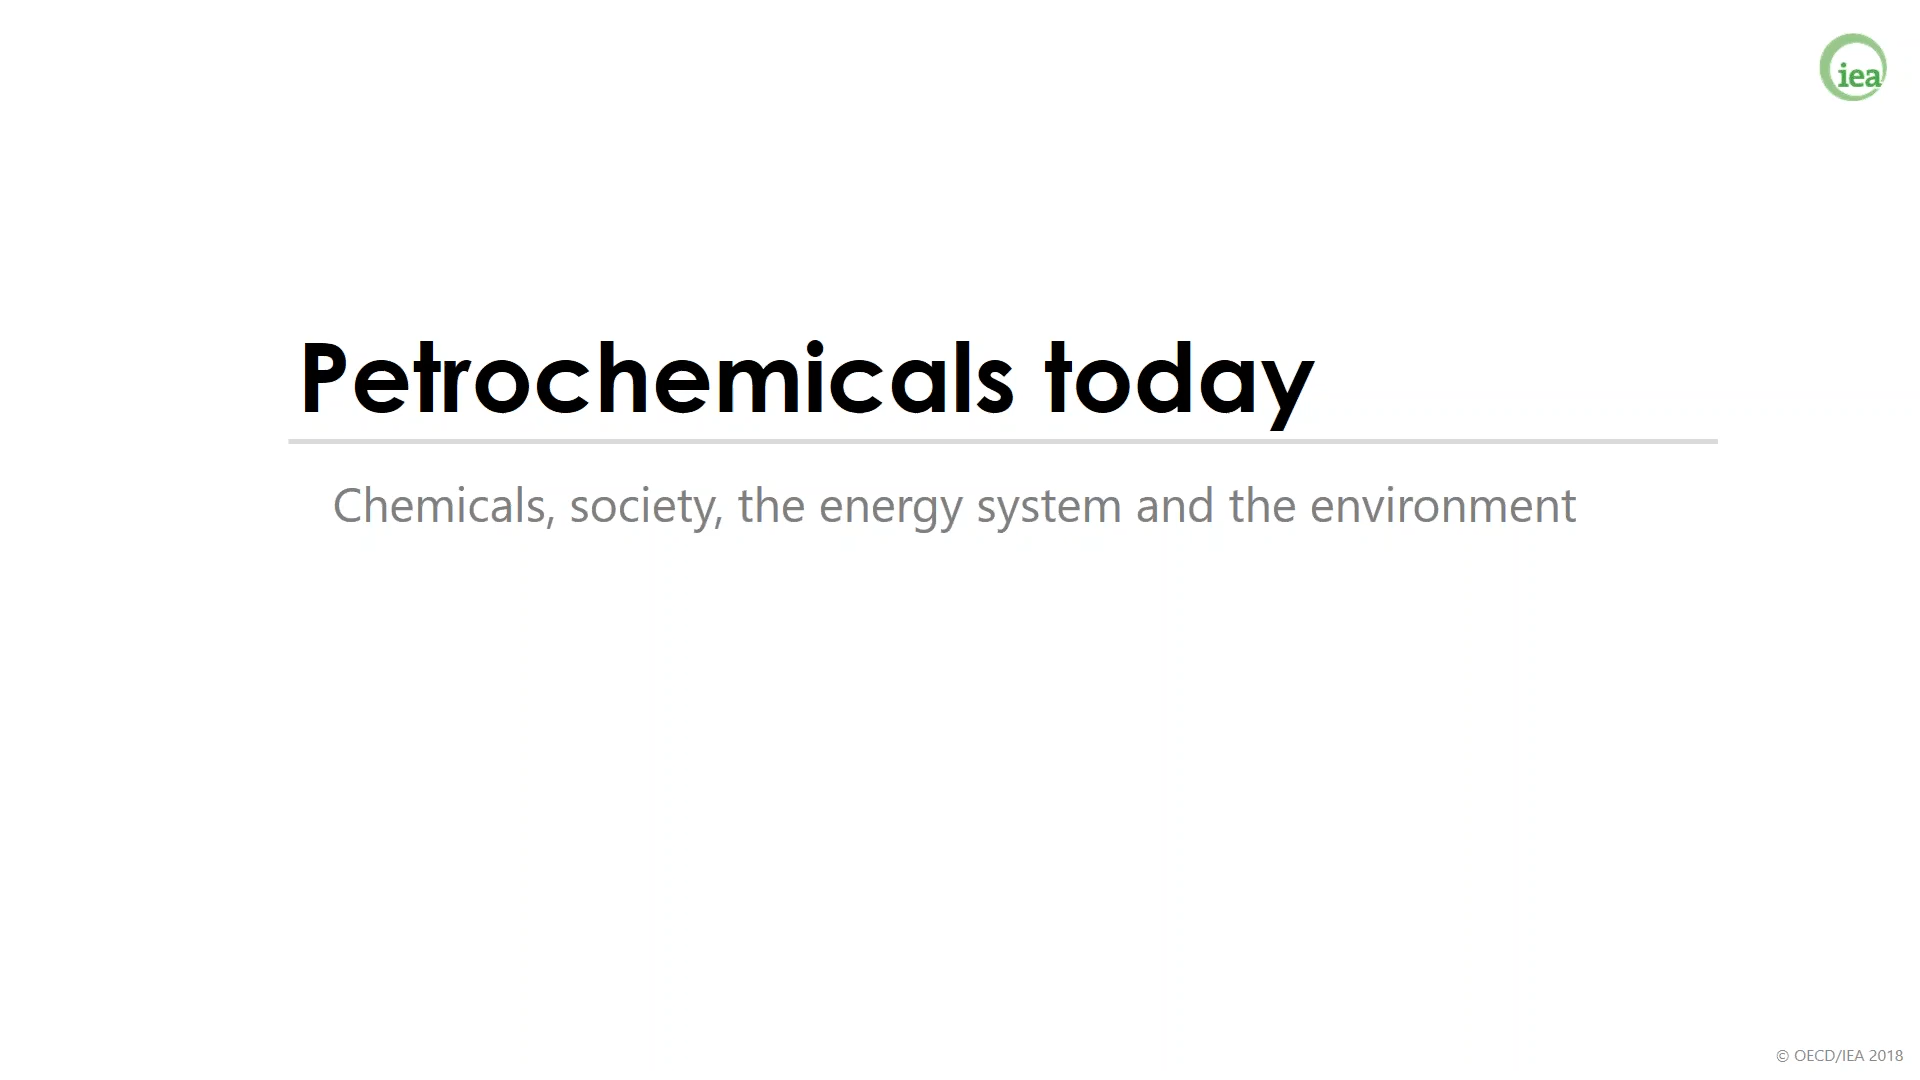 iea
Petrochemicals today
Chemicals, society, the energy system and the environment
© OECD/IEA 2018